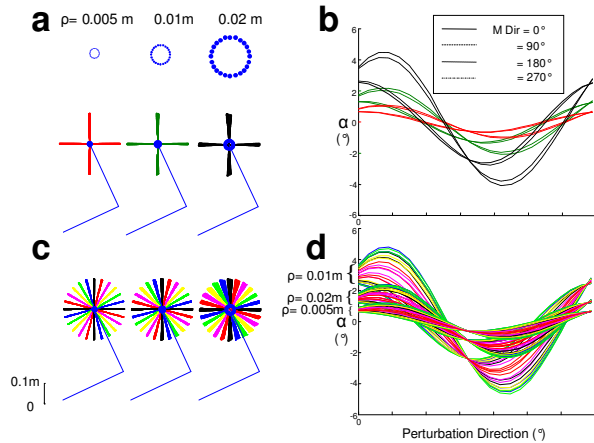 a
ρ= 0.005 m 0.01m 0.02 m
c
0.1m
0
b
M Dir = 0°
= 90°
= 180°
= 270°
6
4
2
0
-2
-4
-6
α
(°)
d
6
4
2
0
-2
-4
-6
ρ=0.01m {
ρ=0.02m {
ρ=0.005m {
α
(°)
0
Perturbation Direction (°)